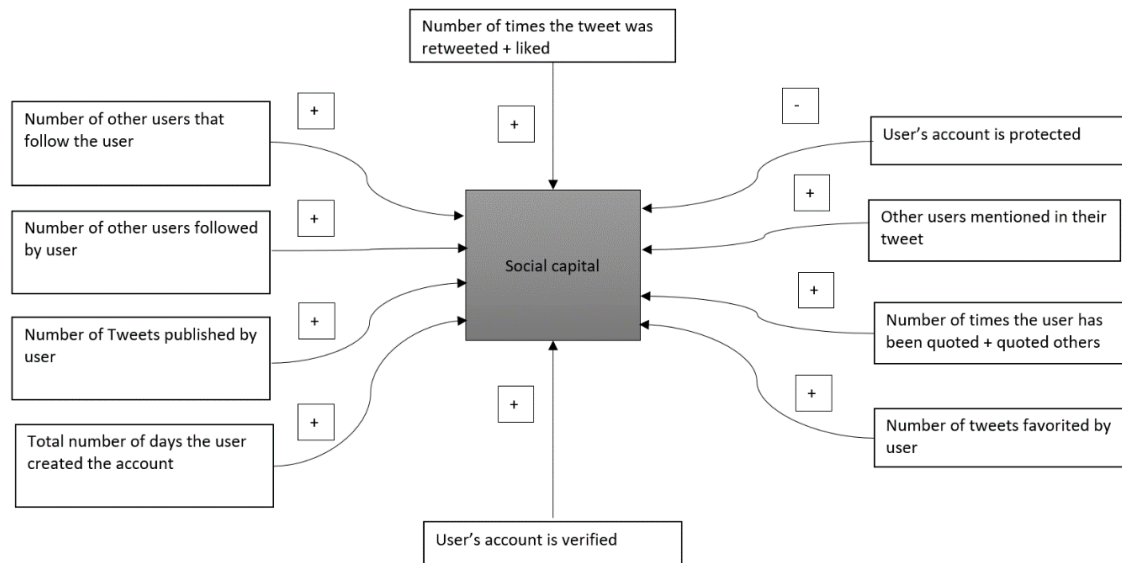 Number of times the tweet was
retweeted + liked
+
Number of other users that
follow the user
+
Number of other users followed
by user
+
Number of Tweets published by
user
+
Total number of days the user
created the account
+
Social capital
-
User's account is protected
+
Other users mentioned in their
tweet
+
Number of times the user has
been quoted + quoted others
+
Number of tweets favorited by
user
+
User's account is verified